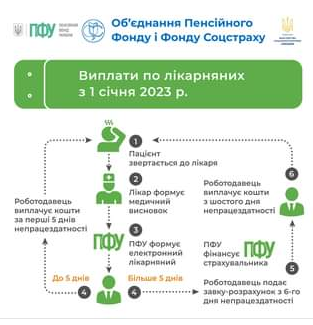 ПФУ
ПЕНСІЙНИЙ
ФОНД
УКРАЇНИ
Об'єднання Пенсійного
Фонду і Фонду Соцстраху
Виплати по лікарняних
з 1 січня 2023 р.
1
Пацієнт
звертається до лікаря
2
Лікар формує
медичний
висновок
Роботодавець
виплачує кошти
за перші 5 днів
непрацездатності
3
ПФУ
ПФУ формує
електронний
лікарняний
До 5 днів
Більше 5 днів
4
4
Роботодавець подає
заяву-розрахунок з 6-го
дня непрацездатності
5
ПФУ
фінансує
страхувальника
ПФУ
6
Роботодавець
виплачує кошти
з шостого дня
непрацездатності